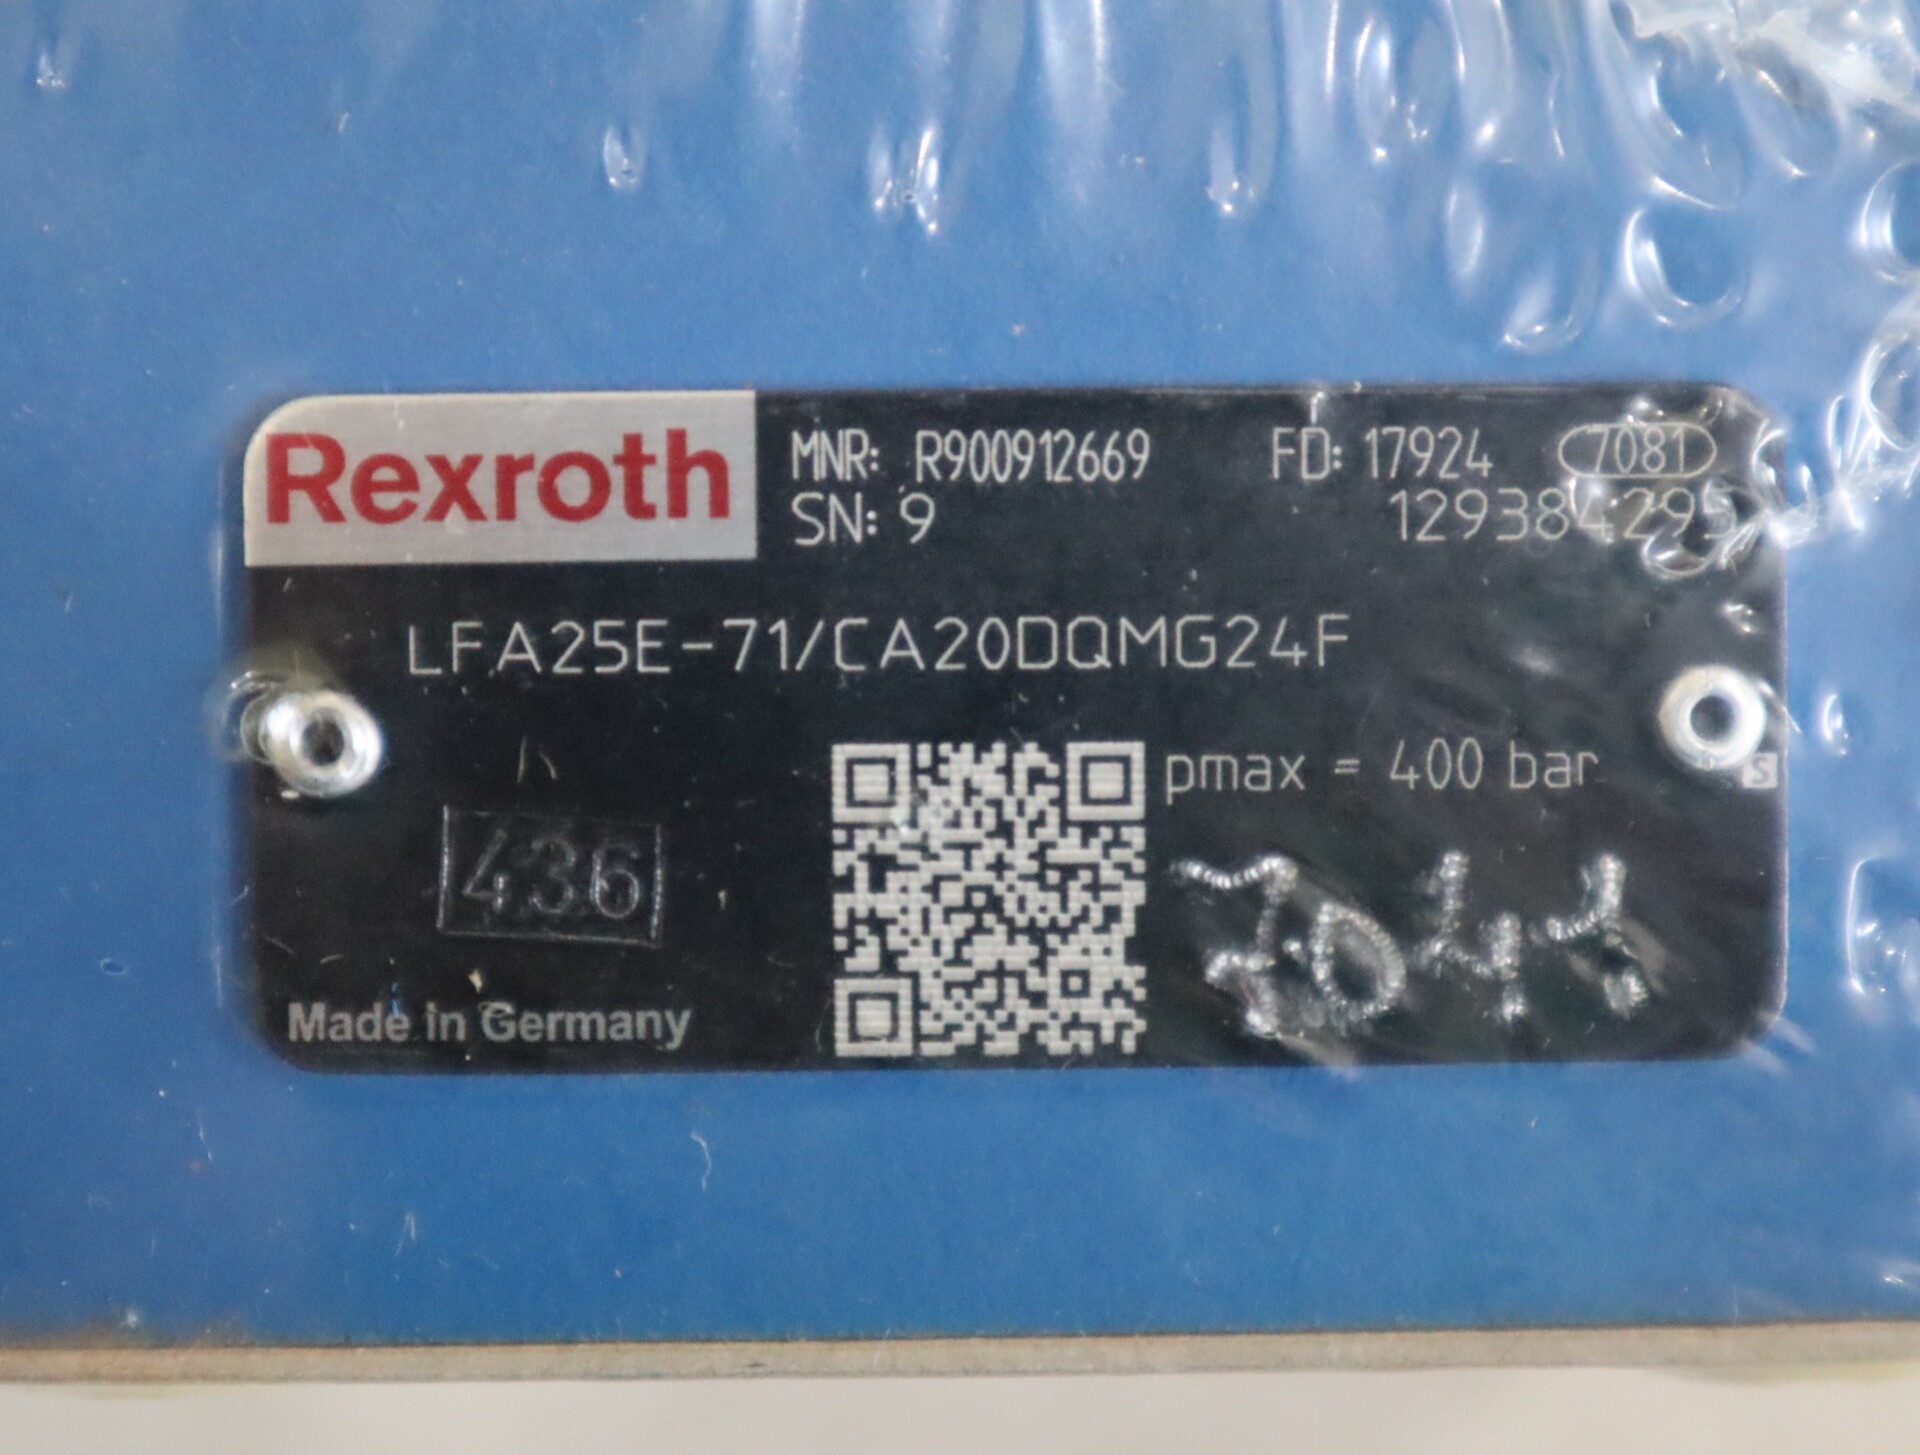 Rexroth
MNR: R900912669 FD: 17924 7081
SN: 9 129384295
LFA25E-71/CA20DQMG24F
pmax = 400 bar
S
436
Made in Germany